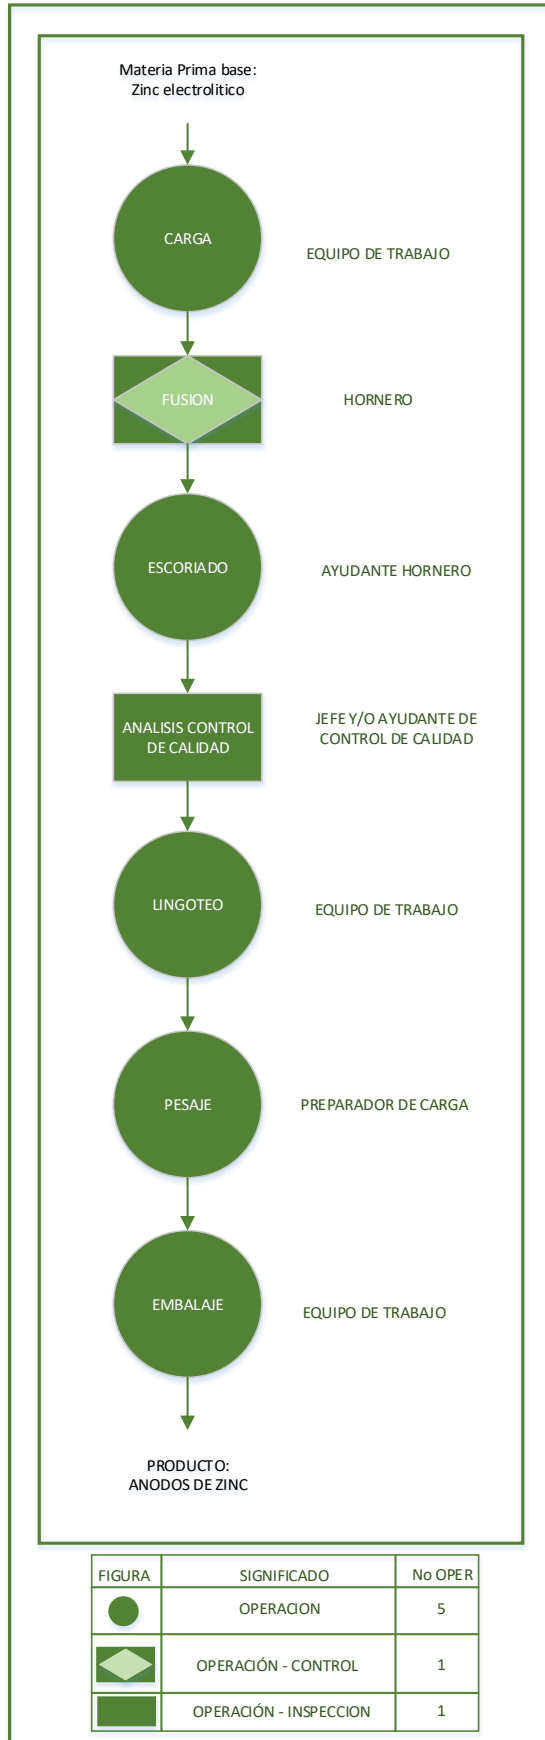 Materia Prima base:
Zinc electrolitico
CARGA
EQUIPO DE TRABAJO
FUSION
HORNERO
ESCORIADO
AYUDANTE HORNERO
ANALISIS CONTROL
DE CALIDAD
JEFE Y/O AYUDANTE DE
CONTROL DE CALIDAD
LINGOTEO
EQUIPO DE TRABAJO
PESAJE
PREPARADOR DE CARGA
EMBALAJE
EQUIPO DE TRABAJO
PRODUCTO:
ANODOS DE ZINC
FIGURA SIGNIFICADO No OPER
OPERACION 5
OPERACIÓN - CONTROL 1
OPERACIÓN - INSPECCION 1